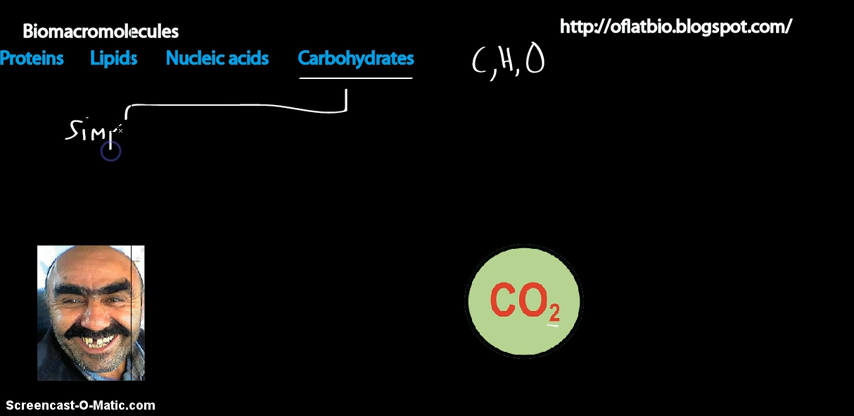 Biomacromolecules
http://oflatbio.blogspot.com/
Proteins Lipids Nucleic acids Carbohydrates
C, H, O
Simp
CO2
Screencast-O-Matic.com